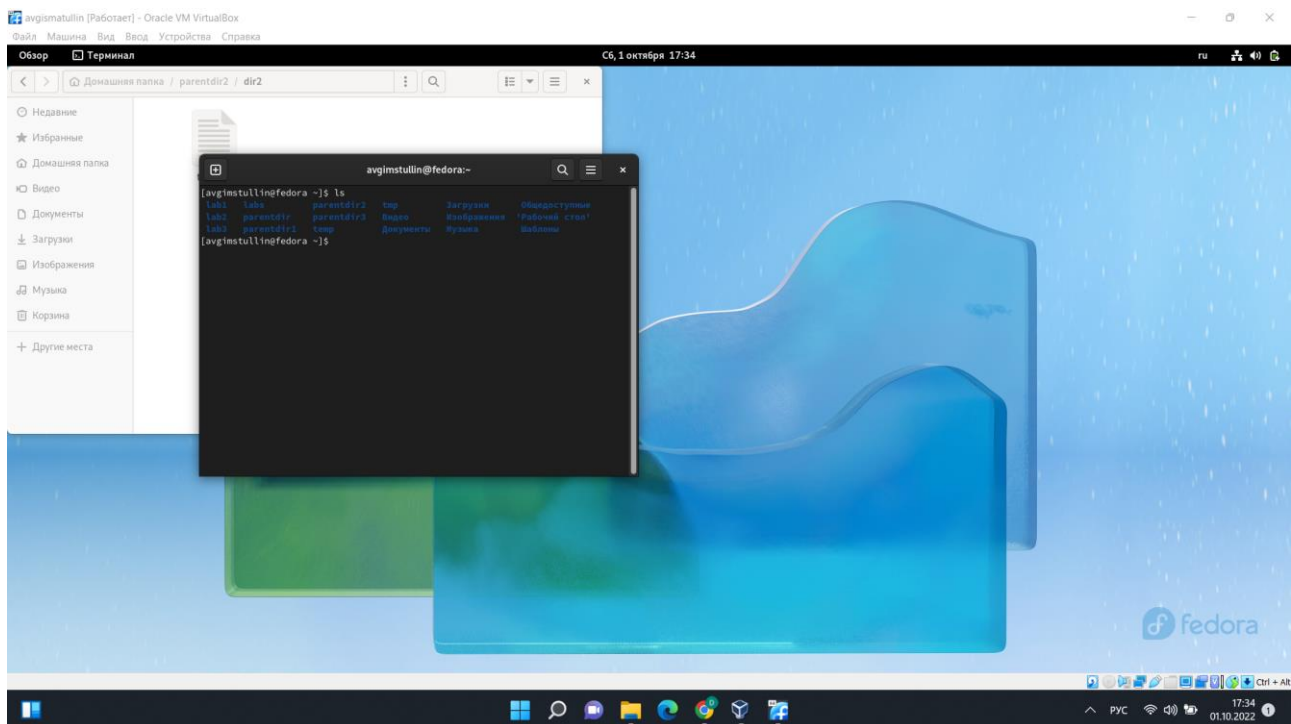 avgismatullin [Работает] - Oracle VM VirtualBox
Файл Машина Вид Ввод Устройства Справка
Обзор Терминал Сб, 1 октября 17:34 ru
Домашняя папка / parentdir2 / dir2
Недавние
Избранные
Домашняя папка
Видео
Документы
Загрузки
Изображения
Музыка
Корзина
+ Другие места
avgimstullin@fedora:~
[avgimstullin@fedora ~]$ ls
lab1 labs parentdir2 tmp Загрузки Общедоступные
lab2 parentdir parentdir3 Видео Изображения 'Рабочий стол'
lab3 parentdir1 temp Документы Музыка Шаблоны
[avgimstullin@fedora ~]$
fedora
Ctrl + Alt
РУС 17:34
01.10.2022 1